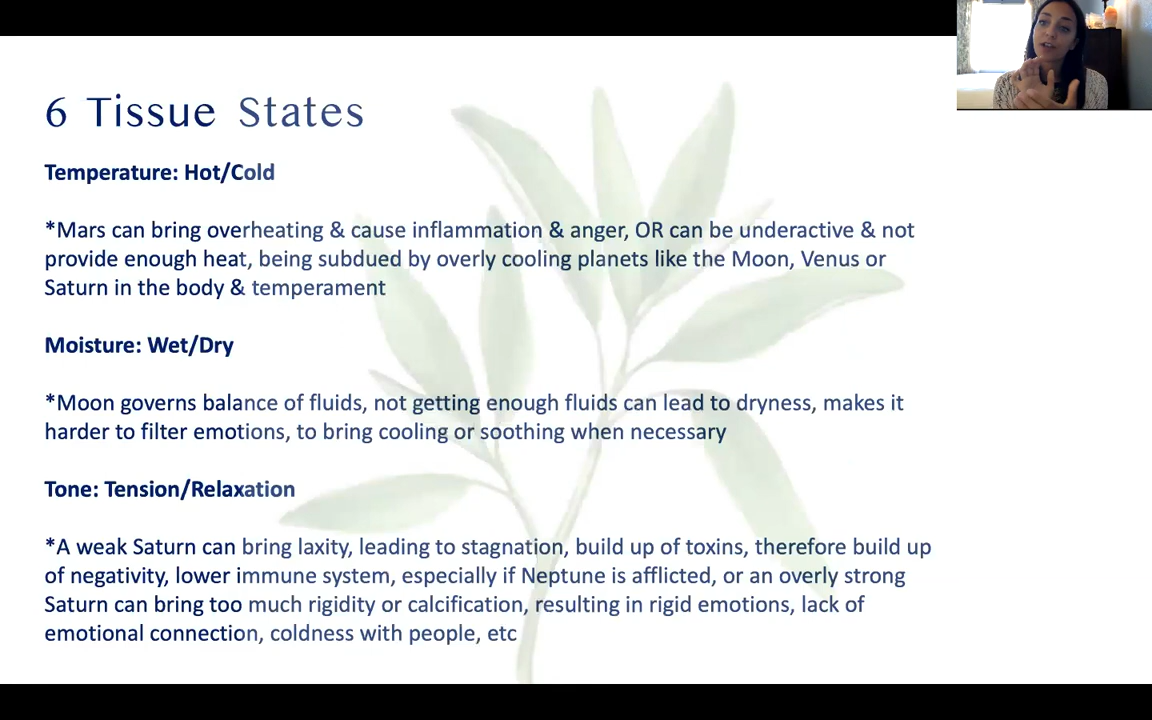 6 Tissue States
Temperature: Hot/Cold
*Mars can bring overheating & cause inflammation & anger, OR can be underactive & not
provide enough heat, being subdued by overly cooling planets like the Moon, Venus or
Saturn in the body & temperament
Moisture: Wet/Dry
*Moon governs balance of fluids, not getting enough fluids can lead to dryness, makes it
harder to filter emotions, to bring cooling or soothing when necessary
Tone: Tension/Relaxation
*A weak Saturn can bring laxity, leading to stagnation, build up of toxins, therefore build up
of negativity, lower immune system, especially if Neptune is afflicted, or an overly strong
Saturn can bring too much rigidity or calcification, resulting in rigid emotions, lack of
emotional connection, coldness with people, etc